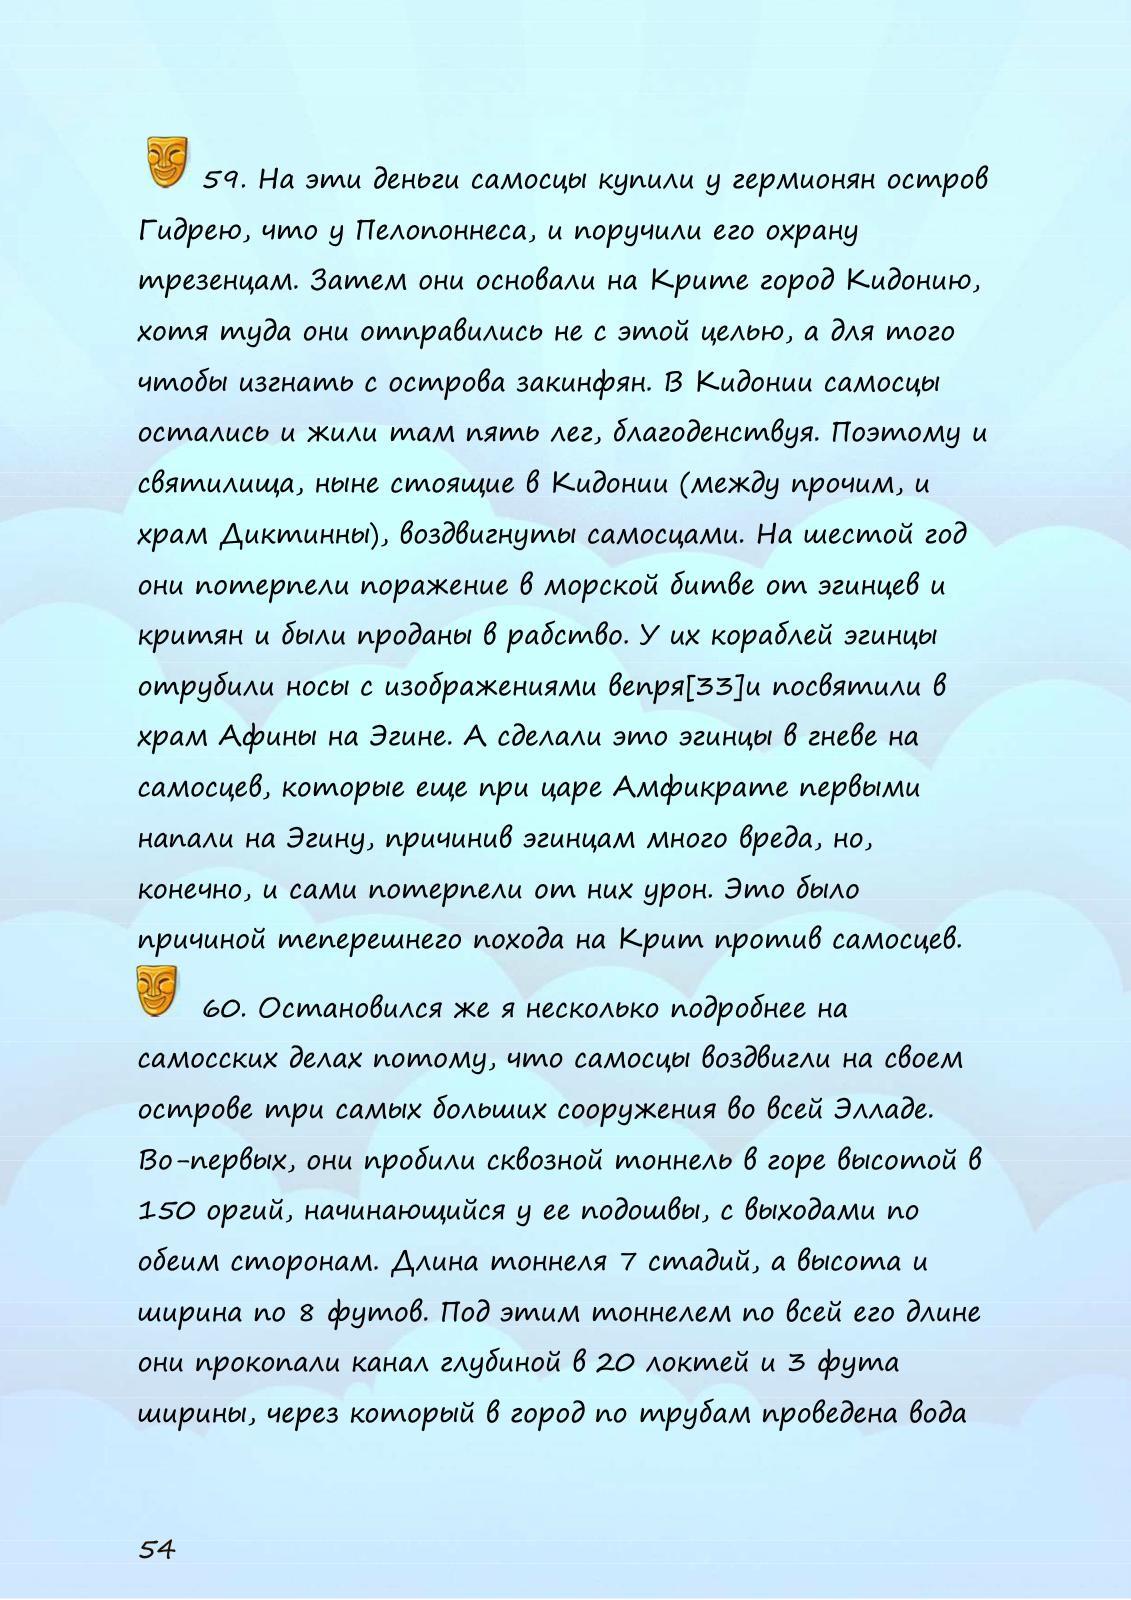 59. На эти деньги самосцы купили у гермионян остров
Гидрею, что у Пелопоннеса, и поручили его охрану
трезенцам. Затем они основали на Крите город Кидонию,
хотя туда они отправились не с этой целью, а для того
чтобы изгнать с острова закинфян. В Кидонии самосцы
остались и жили там пять лег, благоденствуя. Поэтому и
святилища, ныне стоящие в Кидонии (между прочим, и
храм Диктинны), воздвигнуты самосцами. На шестой год
они потерпели поражение в морской битве от эгинцев и
критян и были проданы в рабство. У их кораблей эгинцы
отрубили носы с изображениями вепря[33]и посвятили в
храм Афины на Эгине. А сделали это эгинцы в гневе на
самосцев, которые еще при царе Амфикрате первыми
напали на Эгину, причинив эгинцам много вреда, но,
конечно, и сами потерпели от них урон. Это было
причиной теперешнего похода на Крит против самосцев.
60. Остановился же я несколько подробнее на
самосских делах потому, что самосцы воздвигли на своем
острове три самых больших сооружения во всей Элладе.
Во-первых, они пробили сквозной тоннель в горе высотой в
150 оргий, начинающийся у ее подошвы, с выходами по
обеим сторонам. Длина тоннеля 7 стадий, а высота и
ширина по 8 футов. Под этим тоннелем по всей его длине
они прокопали канал глубиной в 20 локтей и 3 фута
ширины, через который в город по трубам проведена вода
54